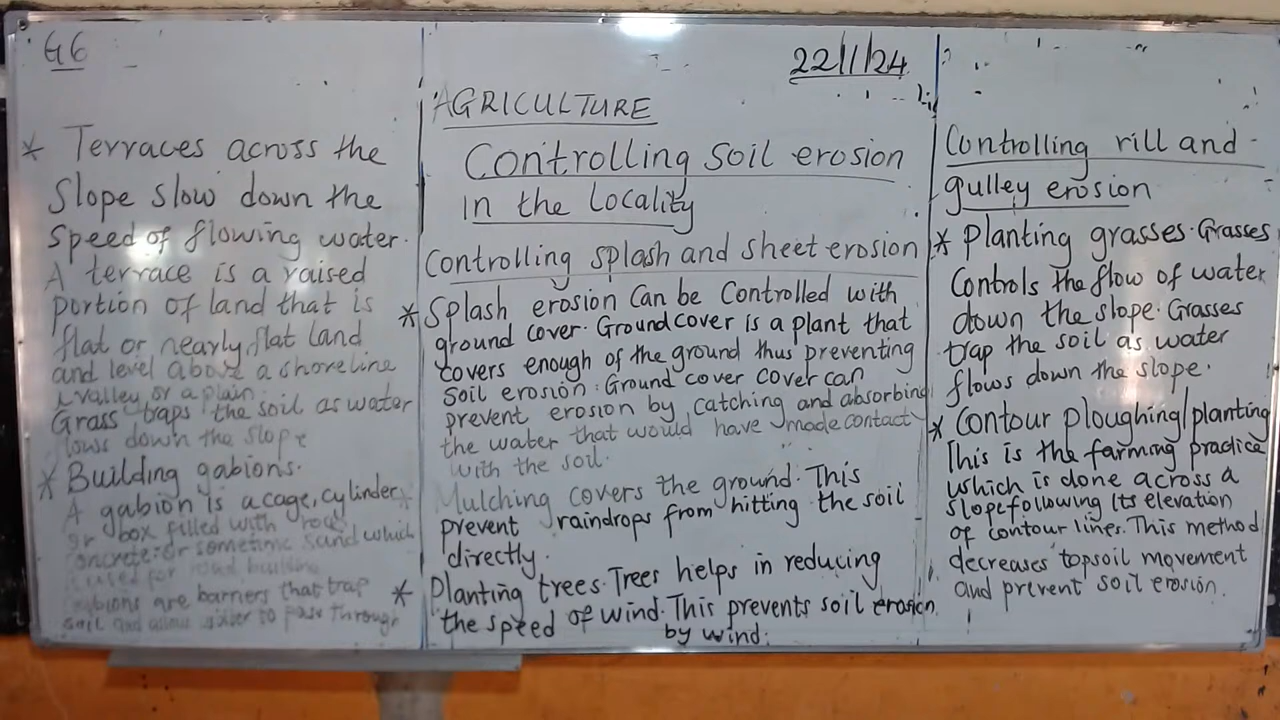 G6
22/1/24
AGRICULTURE
Controlling soil erosion
in the locality
Controlling splash and sheet erosion
* Splash erosion can be controlled with
ground cover. Ground cover is a plant that
covers enough of the ground thus preventing
soil erosion. Ground cover cover can
prevent erosion by catching and absorbing
the water that would have made contact
with the soil.
Mulching covers the ground. This
prevent raindrops from hitting the soil
directly.
* Planting trees. Trees helps in reducing
the speed of wind. This prevents soil erosion
by wind.
Controlling rill and
gulley erosion
* Planting grasses. Grasses
Controls the flow of water
down the slope. Grasses
trap the soil as water
flows down the slope.
* Contour ploughing/planting
This is the farming practice
which is done across a
slope following its elevation
of contour lines. This method
decreases topsoil movement
and prevent soil erosion.
* Terraces across the
Slope slow down the
speed of flowing water.
A terrace is a raised
portion of land that is
flat or nearly flat land
and level above a shoreline
valley or a plain.
Grass traps the soil as water
lows down the slope
* Building gabions.
A gabion is a cage, cylinder
or box filled with rocks
concrete or sometime sand which
is used for road building
Gabions are barriers that trap
soil and allow water to pass through